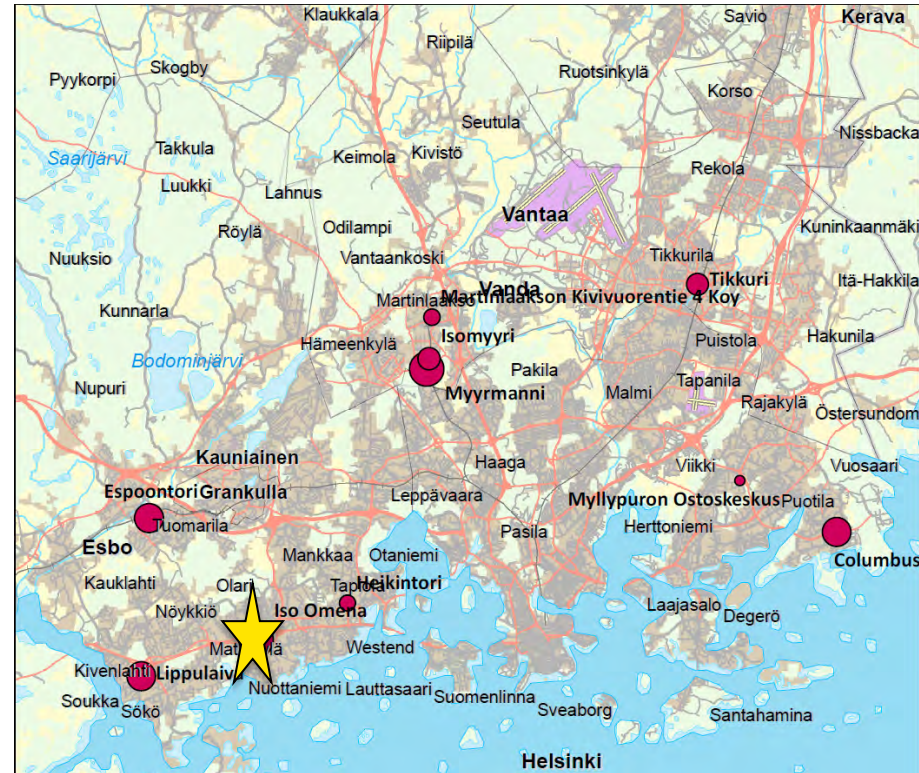 Klaukkala
Savio
Kerava
Riipilä
Skogby
Pyykorpi
Ruotsinkylä
Korso
Seutula
Nissbacka
Takkula
Saarijärvi
Keimola
Kivistö
Rekola
Luukki
Lahnus
Vantaa
Röylä
Odilampi
Kuninkaanmäki
Nuuksio
Vantaankoski
Tikkurila
Itä-Hakkila
Tikkuri
Vanda
Martinlaakso
Martinlaakson Kivivuorentie 4 Koy
Kunnarla
Isomyyri
Hämeenkylä
Puistola
Hakunila
Bodominjärvi
Pakila
Nupuri
Myyrmanni
Malmi
Tapanila
Rajakylä
Östersundom
Kauniainen
Haaga
Viikki
Vuosaari
Espoontori
Grankulla
Leppävaara
Myllypuron Ostoskeskus
Puotila
Tuomarila
Pasila
Herttoniemi
Esbo
Mankkaa
Otaniemi
Columbus
Kauklahti
Olari
Tapiola
Heikintori
Nöykkiö
Iso Omena
Laajasalo
Degerö
Westend
Kivenlahti
Lippulaiva
Nuottaniemi
Lauttasaari
Suomenlinna
Soukka
Sökö
Sveaborg
Santahamina
Helsinki